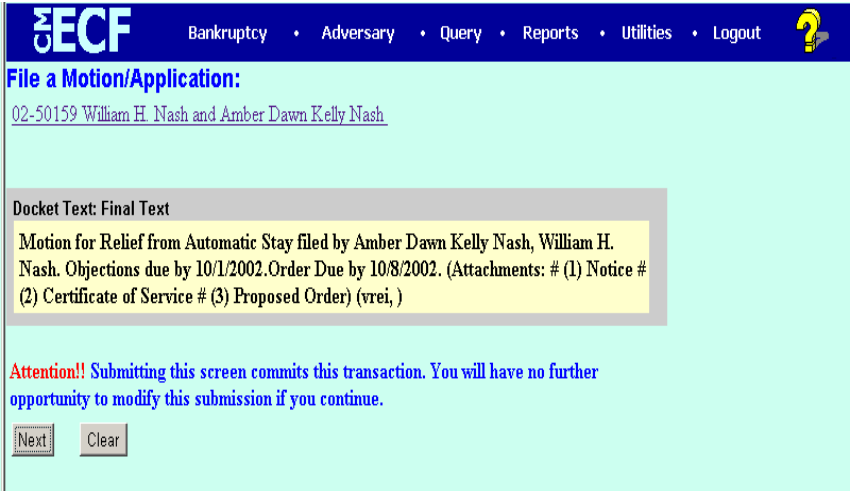 CM
ECF Bankruptcy • Adversary • Query • Reports • Utilities • Logout ?
File a Motion/Application:
02-50159 William H. Nash and Amber Dawn Kelly Nash
Docket Text: Final Text
Motion for Relief from Automatic Stay filed by Amber Dawn Kelly Nash, William H.
Nash. Objections due by 10/1/2002.Order Due by 10/8/2002. (Attachments: # (1) Notice #
(2) Certificate of Service # (3) Proposed Order) (vrei, )
Attention!! Submitting this screen commits this transaction. You will have no further
opportunity to modify this submission if you continue.
Next Clear